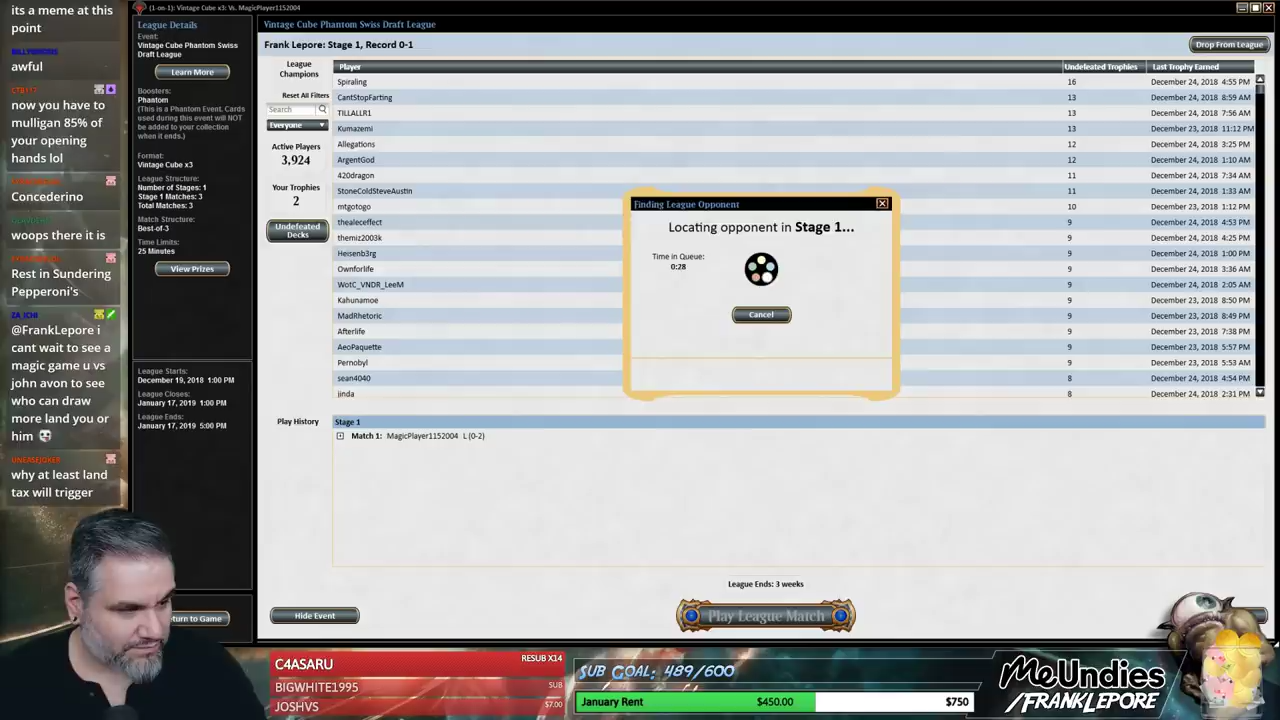 its a meme at this
point
awful
CTB117
now you have to
mulligan 85% of
your opening
hands lol
Concederino
woops there it is
Rest in Sundering
Pepperoni's
ZA_ICHI
@FrankLepore i
cant wait to see a
magic game u vs
john avon to see
who can draw
more land you or
him
UNEASEJOKER
why at least land
tax will trigger
(1-on-1): Vintage Cube x3: Vs. MagicPlayer1152004
League Details
Event:
Vintage Cube Phantom Swiss
Draft League
Learn More
Boosters:
Phantom
(This is a Phantom Event. Cards
used during this event will NOT
be added to your collection
when it ends.)
Format:
Vintage Cube x3
League Structure:
Number of Stages: 1
Stage 1 Matches: 3
Total Matches: 3
Match Structure:
Best-of-3
Time Limits:
25 Minutes
View Prizes
League Starts:
December 19, 2018 1:00 PM
League Closes:
January 17, 2019 1:00 PM
League Ends:
January 17, 2019 5:00 PM
turn to Game
Vintage Cube Phantom Swiss Draft League
Frank Lepore: Stage 1, Record 0-1
Drop From League
League
Champions
Reset All Filters
Search
Everyone
Active Players
3,924
Your Trophies
2
Undefeated
Decks
Player Undefeated Trophies Last Trophy Earned
Spiraling 16 December 24, 2018 4:55 PM
CantStopFarting 13 December 24, 2018 8:59 AM
TILLALLR1 13 December 24, 2018 7:56 AM
Kumazemi 13 December 23, 2018 11:12 PM
Allegations 12 December 24, 2018 3:25 PM
ArgentGod 12 December 24, 2018 1:10 AM
420dragon 11 December 24, 2018 7:34 AM
StoneColdSteveAustin 11 December 24, 2018 1:33 AM
mtgotogo 10 December 23, 2018 1:12 PM
thealeceffect 9 December 24, 2018 4:53 PM
themiz2003k 9 December 24, 2018 4:25 PM
Heisenb3rg 9 December 24, 2018 1:00 PM
Ownforlife 9 December 24, 2018 3:36 AM
WotC_VNDR_LeeM 9 December 24, 2018 2:05 AM
Kahunamoe 9 December 23, 2018 8:50 PM
MadRhetoric 9 December 23, 2018 8:49 PM
Afterlife 9 December 23, 2018 7:38 PM
AeoPaquette 9 December 23, 2018 5:57 PM
Pernobyl 9 December 23, 2018 5:53 AM
sean4040 8 December 24, 2018 4:54 PM
jinda 8 December 24, 2018 2:31 PM
Finding League Opponent
Locating opponent in Stage 1...
Time in Queue:
0:28
Cancel
Play History
Stage 1
Match 1: MagicPlayer1152004 L (0-2)
League Ends: 3 weeks
Hide Event
Play League Match
C4ASARU RESUB X14
BIGWHITE1995 SUB
JOSHVS $7.00
SUB GOAL: 489/600
January Rent $450.00 $750
MeUndies
/FRANKLEPORE